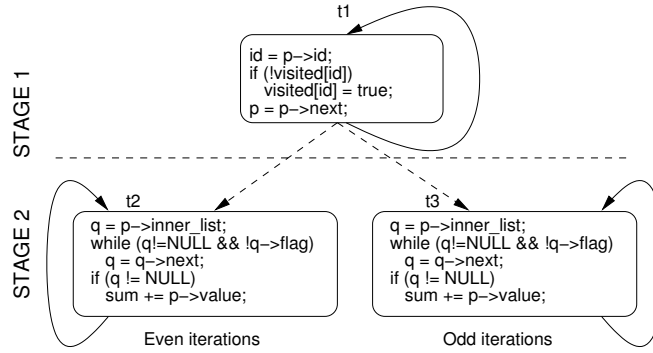 STAGE 1
t1
id = p->id;
if (!visited[id])
visited[id] = true;
p = p->next;
STAGE 2
t2
q = p->inner_list;
while (q!=NULL && !q->flag)
q = q->next;
if (q != NULL)
sum += p->value;
Even iterations
t3
q = p->inner_list;
while (q!=NULL && !q->flag)
q = q->next;
if (q != NULL)
sum += p->value;
Odd iterations